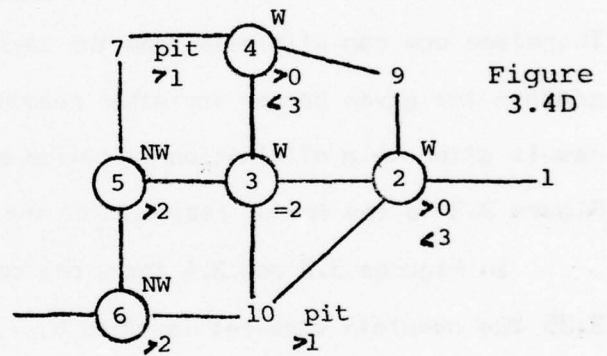 W
7 pit 4
>1 >0
≤3
9
Figure
3.4D
NW W W
5 3 2 1
>2 =2 >0
≤3
NW
6 10 pit
>2 >1